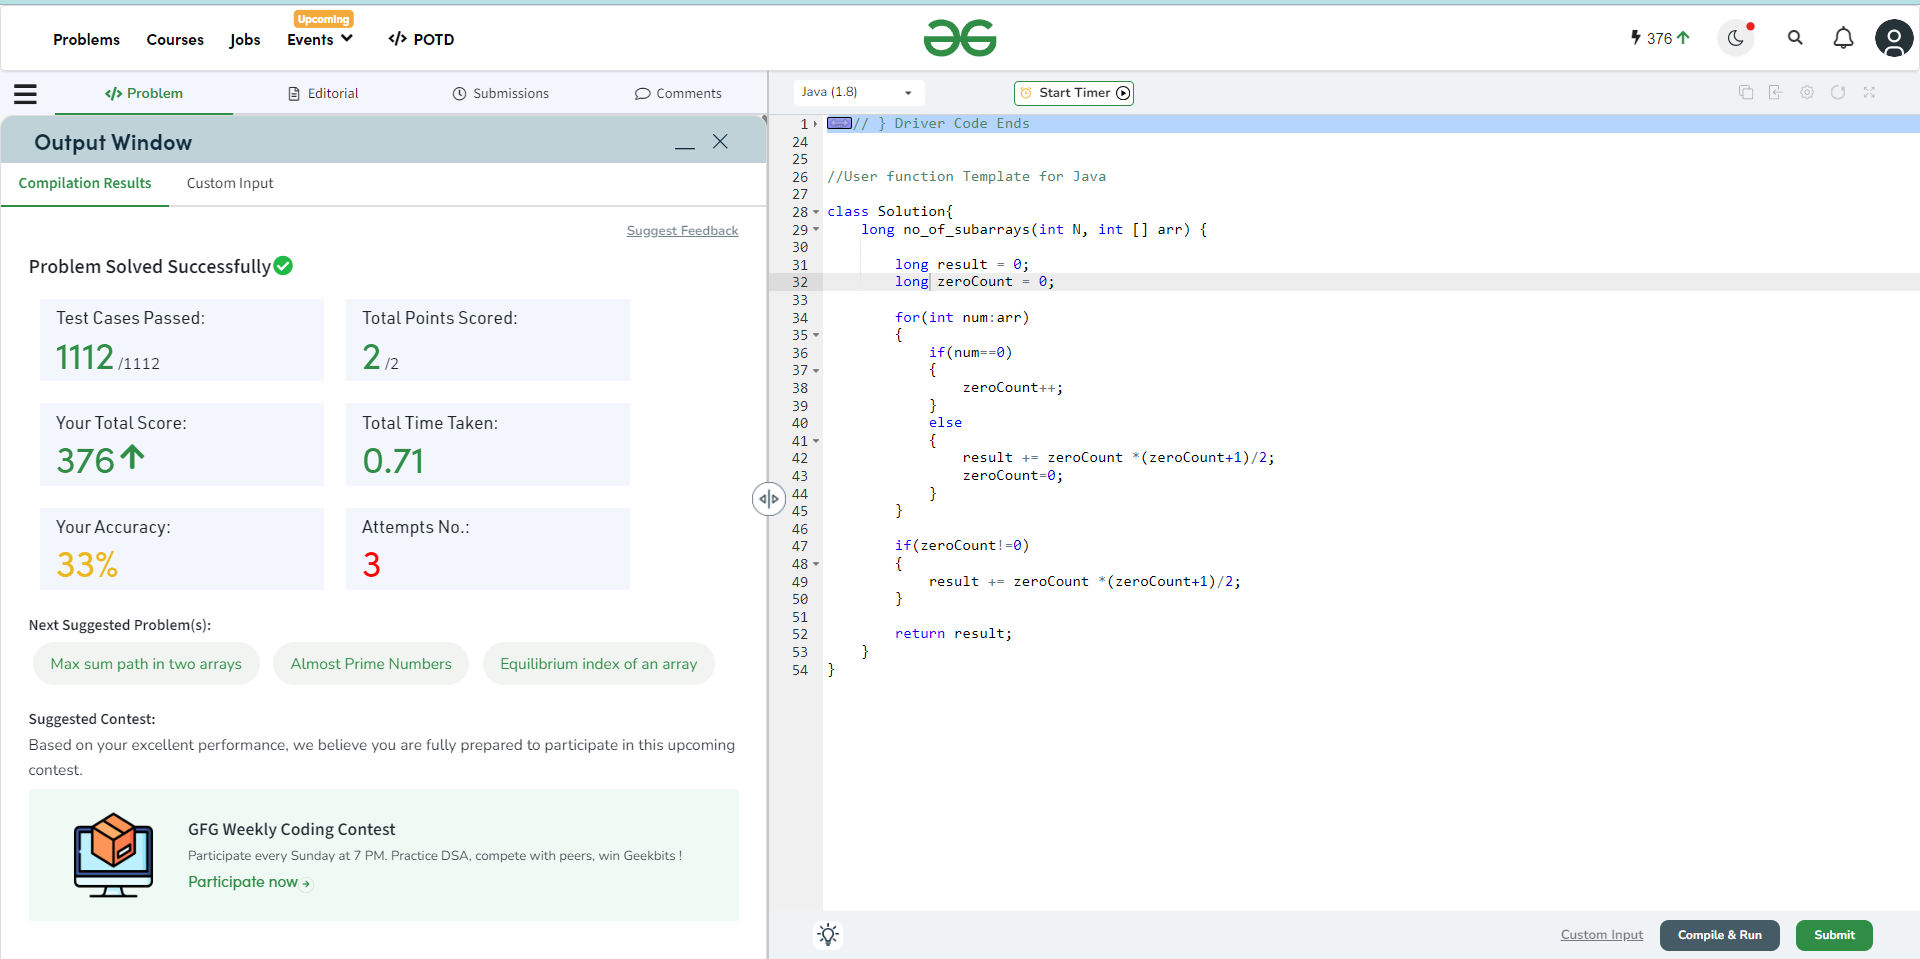 Problems Courses Jobs Upcoming Events </> POTD
376
</> Problem Editorial Submissions Comments
Output Window
Compilation Results Custom Input
Suggest Feedback
Problem Solved Successfully
Test Cases Passed:
1112 /1112
Total Points Scored:
2 /2
Your Total Score:
376
Total Time Taken:
0.71
Your Accuracy:
33%
Attempts No.:
3
Next Suggested Problem(s):
Max sum path in two arrays Almost Prime Numbers Equilibrium index of an array
Suggested Contest:
Based on your excellent performance, we believe you are fully prepared to participate in this upcoming
contest.
GFG Weekly Coding Contest
Participate every Sunday at 7 PM. Practice DSA, compete with peers, win Geekbits !
Participate now
Java (1.8) Start Timer
1 // } Driver Code Ends
24
25
26 //User function Template for Java
27
28 class Solution{
29 long no_of_subarrays(int N, int [] arr) {
30
31 long result = 0;
32 long zeroCount = 0;
33
34 for(int num:arr)
35 {
36 if(num==0)
37 {
38 zeroCount++;
39 }
40 else
41 {
42 result += zeroCount *(zeroCount+1)/2;
43 zeroCount=0;
44 }
45 }
46
47 if(zeroCount!=0)
48 {
49 result += zeroCount *(zeroCount+1)/2;
50 }
51
52 return result;
53 }
54 }
Custom Input Compile & Run Submit